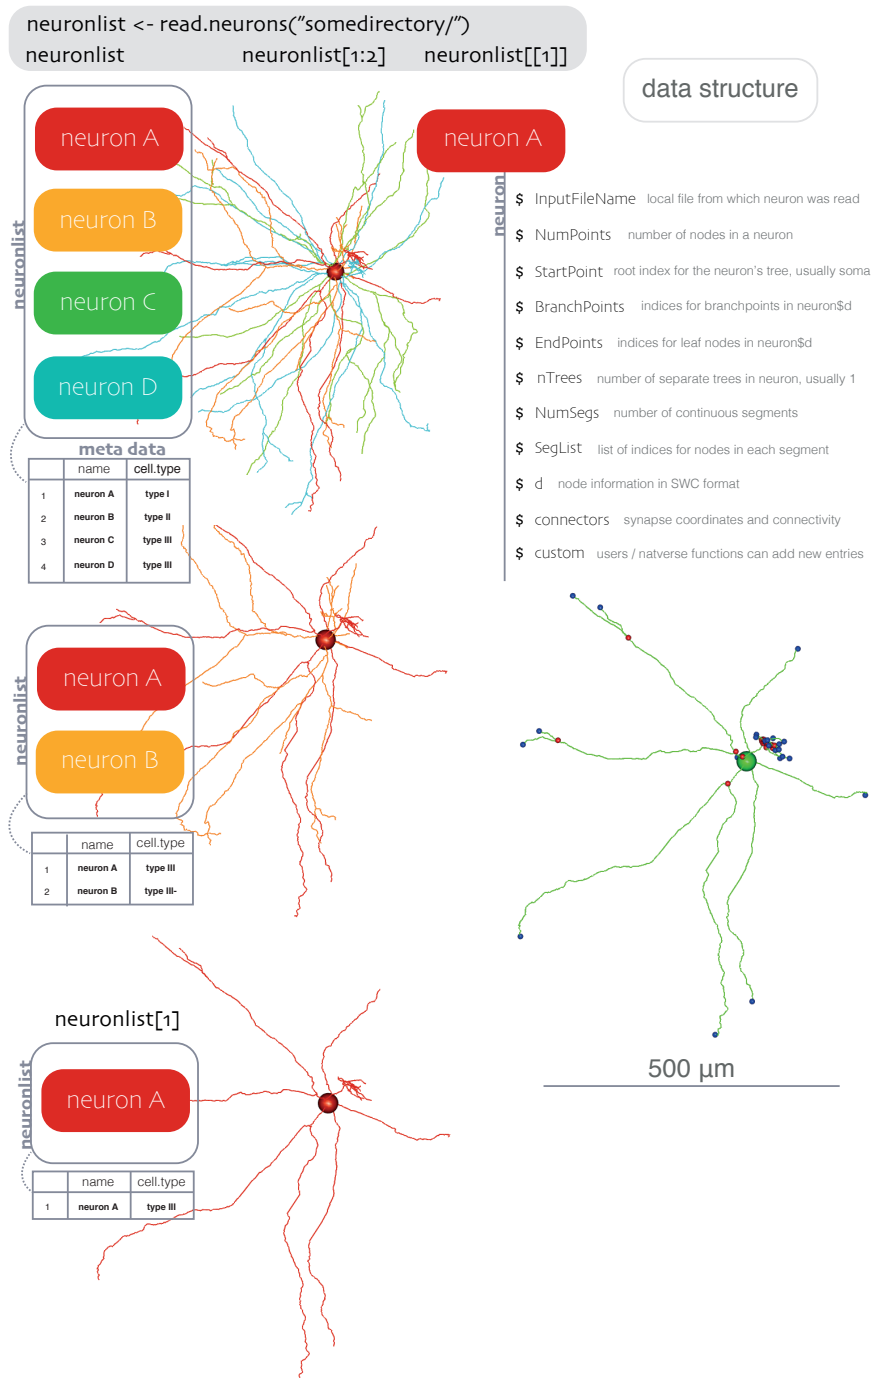 neuronlist <- read.neurons("somedirectory/")
neuronlist neuronlist[1:2] neuronlist[[1]]
data structure
neuronlist
neuron A
neuron B
neuron C
neuron D
meta data
name cell.type
1 neuron A type I
2 neuron B type II
3 neuron C type III
4 neuron D type III
neuron A
neuron
$ InputFileName local file from which neuron was read
$ NumPoints number of nodes in a neuron
$ StartPoint root index for the neuron's tree, usually soma
$ BranchPoints indices for branchpoints in neuron$d
$ EndPoints indices for leaf nodes in neuron$d
$ nTrees number of separate trees in neuron, usually 1
$ NumSegs number of continuous segments
$ SegList list of indices for nodes in each segment
$ d node information in SWC format
$ connectors synapse coordinates and connectivity
$ custom users / natverse functions can add new entries
neuronlist
neuron A
neuron B
name cell.type
1 neuron A type III
2 neuron B type III-
500 µm
neuronlist[1]
neuronlist
neuron A
name cell.type
1 neuron A type III